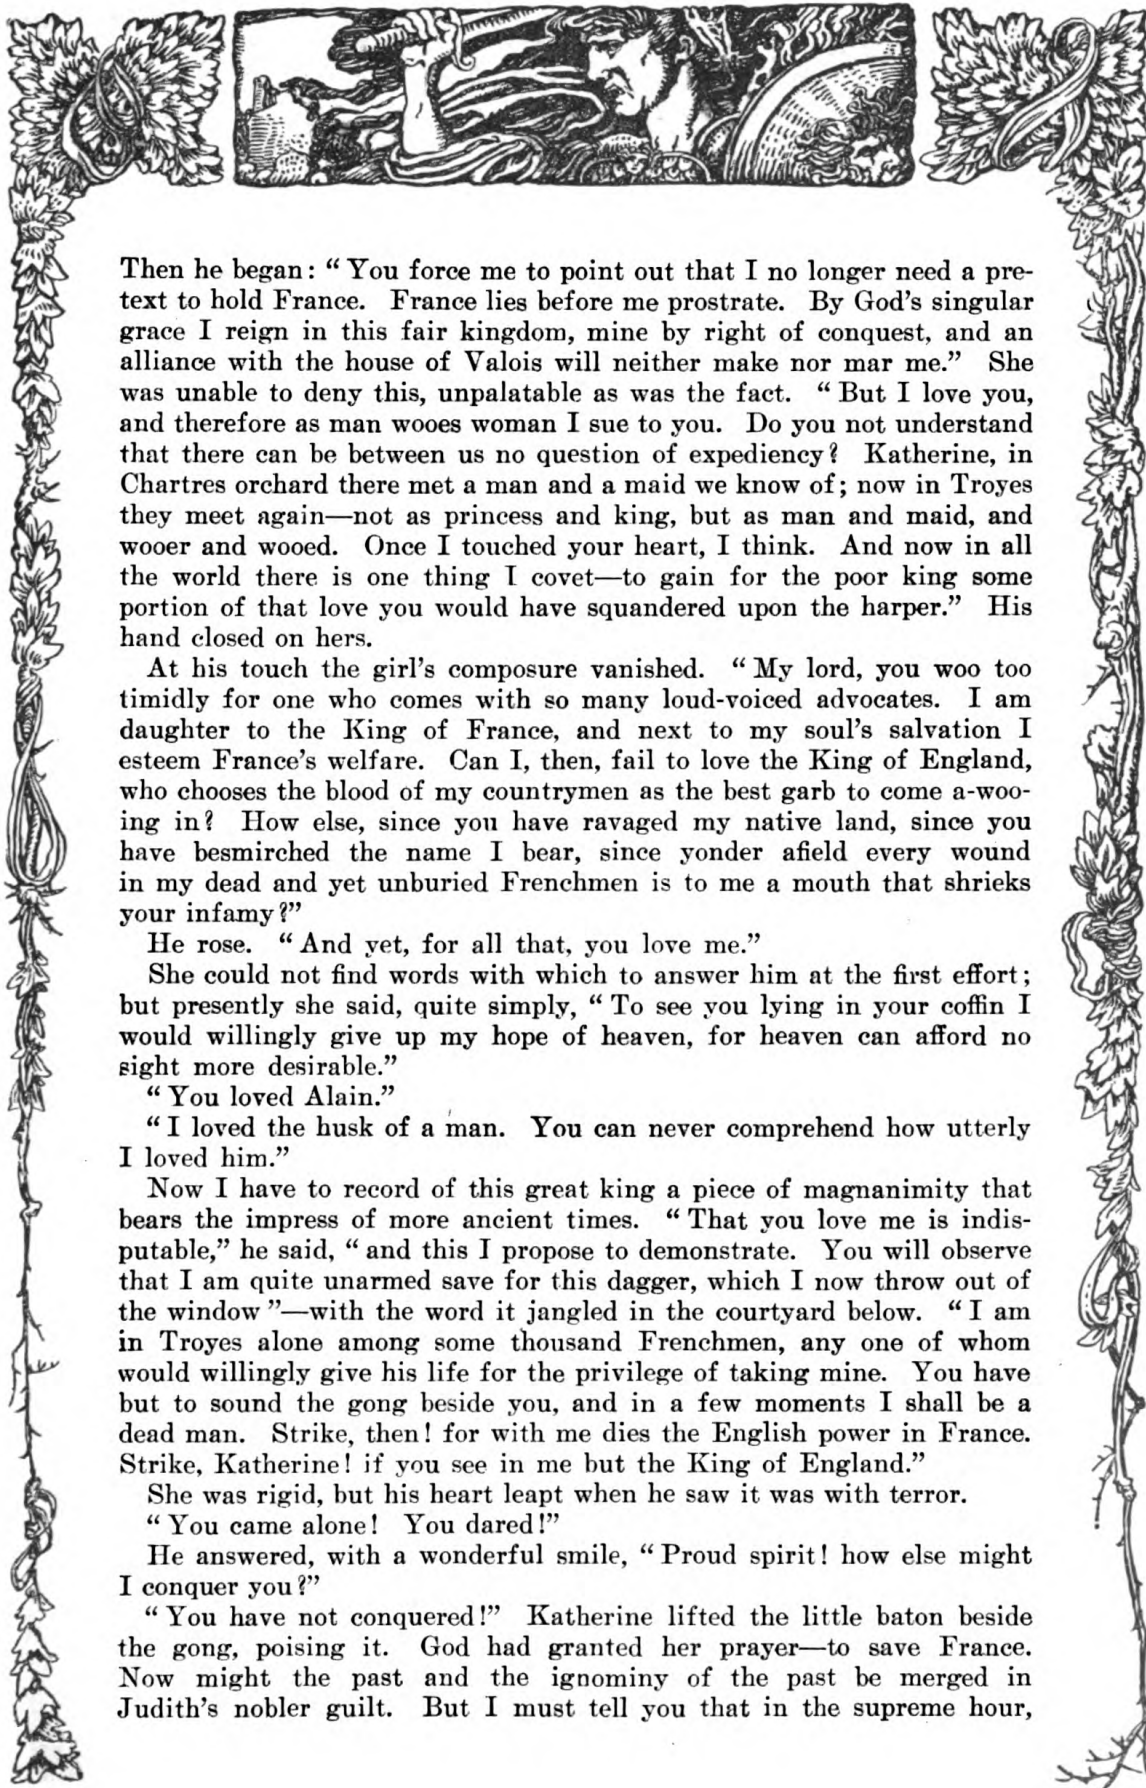 Then he began: “You force me to point out that I no longer need a pre-
text to hold France. France lies before me prostrate. By God's singular
grace I reign in this fair kingdom, mine by right of conquest, and an
alliance with the house of Valois will neither make nor mar me.” She
was unable to deny this, unpalatable as was the fact. “But I love you,
and therefore as man wooes woman I sue to you. Do you not understand
that there can be between us no question of expediency? Katherine, in
Chartres orchard there met a man and a maid we know of; now in Troyes
they meet again—not as princess and king, but as man and maid, and
wooer and wooed. Once I touched your heart, I think. And now in all
the world there is one thing I covet—to gain for the poor king some
portion of that love you would have squandered upon the harper.” His
hand closed on hers.
At his touch the girl's composure vanished. “My lord, you woo too
timidly for one who comes with so many loud-voiced advocates. I am
daughter to the King of France, and next to my soul's salvation I
esteem France's welfare. Can I, then, fail to love the King of England,
who chooses the blood of my countrymen as the best garb to come a-woo-
ing in? How else, since you have ravaged my native land, since you
have besmirched the name I bear, since yonder afield every wound
in my dead and yet unburied Frenchmen is to me a mouth that shrieks
your infamy?”
He rose. “And yet, for all that, you love me.”
She could not find words with which to answer him at the first effort;
but presently she said, quite simply, “To see you lying in your coffin I
would willingly give up my hope of heaven, for heaven can afford no
sight more desirable.”
“You loved Alain.”
“I loved the husk of a man. You can never comprehend how utterly
I loved him.”
Now I have to record of this great king a piece of magnanimity that
bears the impress of more ancient times. “That you love me is indis-
putable,” he said, “and this I propose to demonstrate. You will observe
that I am quite unarmed save for this dagger, which I now throw out of
the window”—with the word it jangled in the courtyard below. “I am
in Troyes alone among some thousand Frenchmen, any one of whom
would willingly give his life for the privilege of taking mine. You have
but to sound the gong beside you, and in a few moments I shall be a
dead man. Strike, then! for with me dies the English power in France.
Strike, Katherine! if you see in me but the King of England.”
She was rigid, but his heart leapt when he saw it was with terror.
“You came alone! You dared!”
He answered, with a wonderful smile, “Proud spirit! how else might
I conquer you?”
“You have not conquered!” Katherine lifted the little baton beside
the gong, poising it. God had granted her prayer—to save France.
Now might the past and the ignominy of the past be merged in
Judith's nobler guilt. But I must tell you that in the supreme hour,